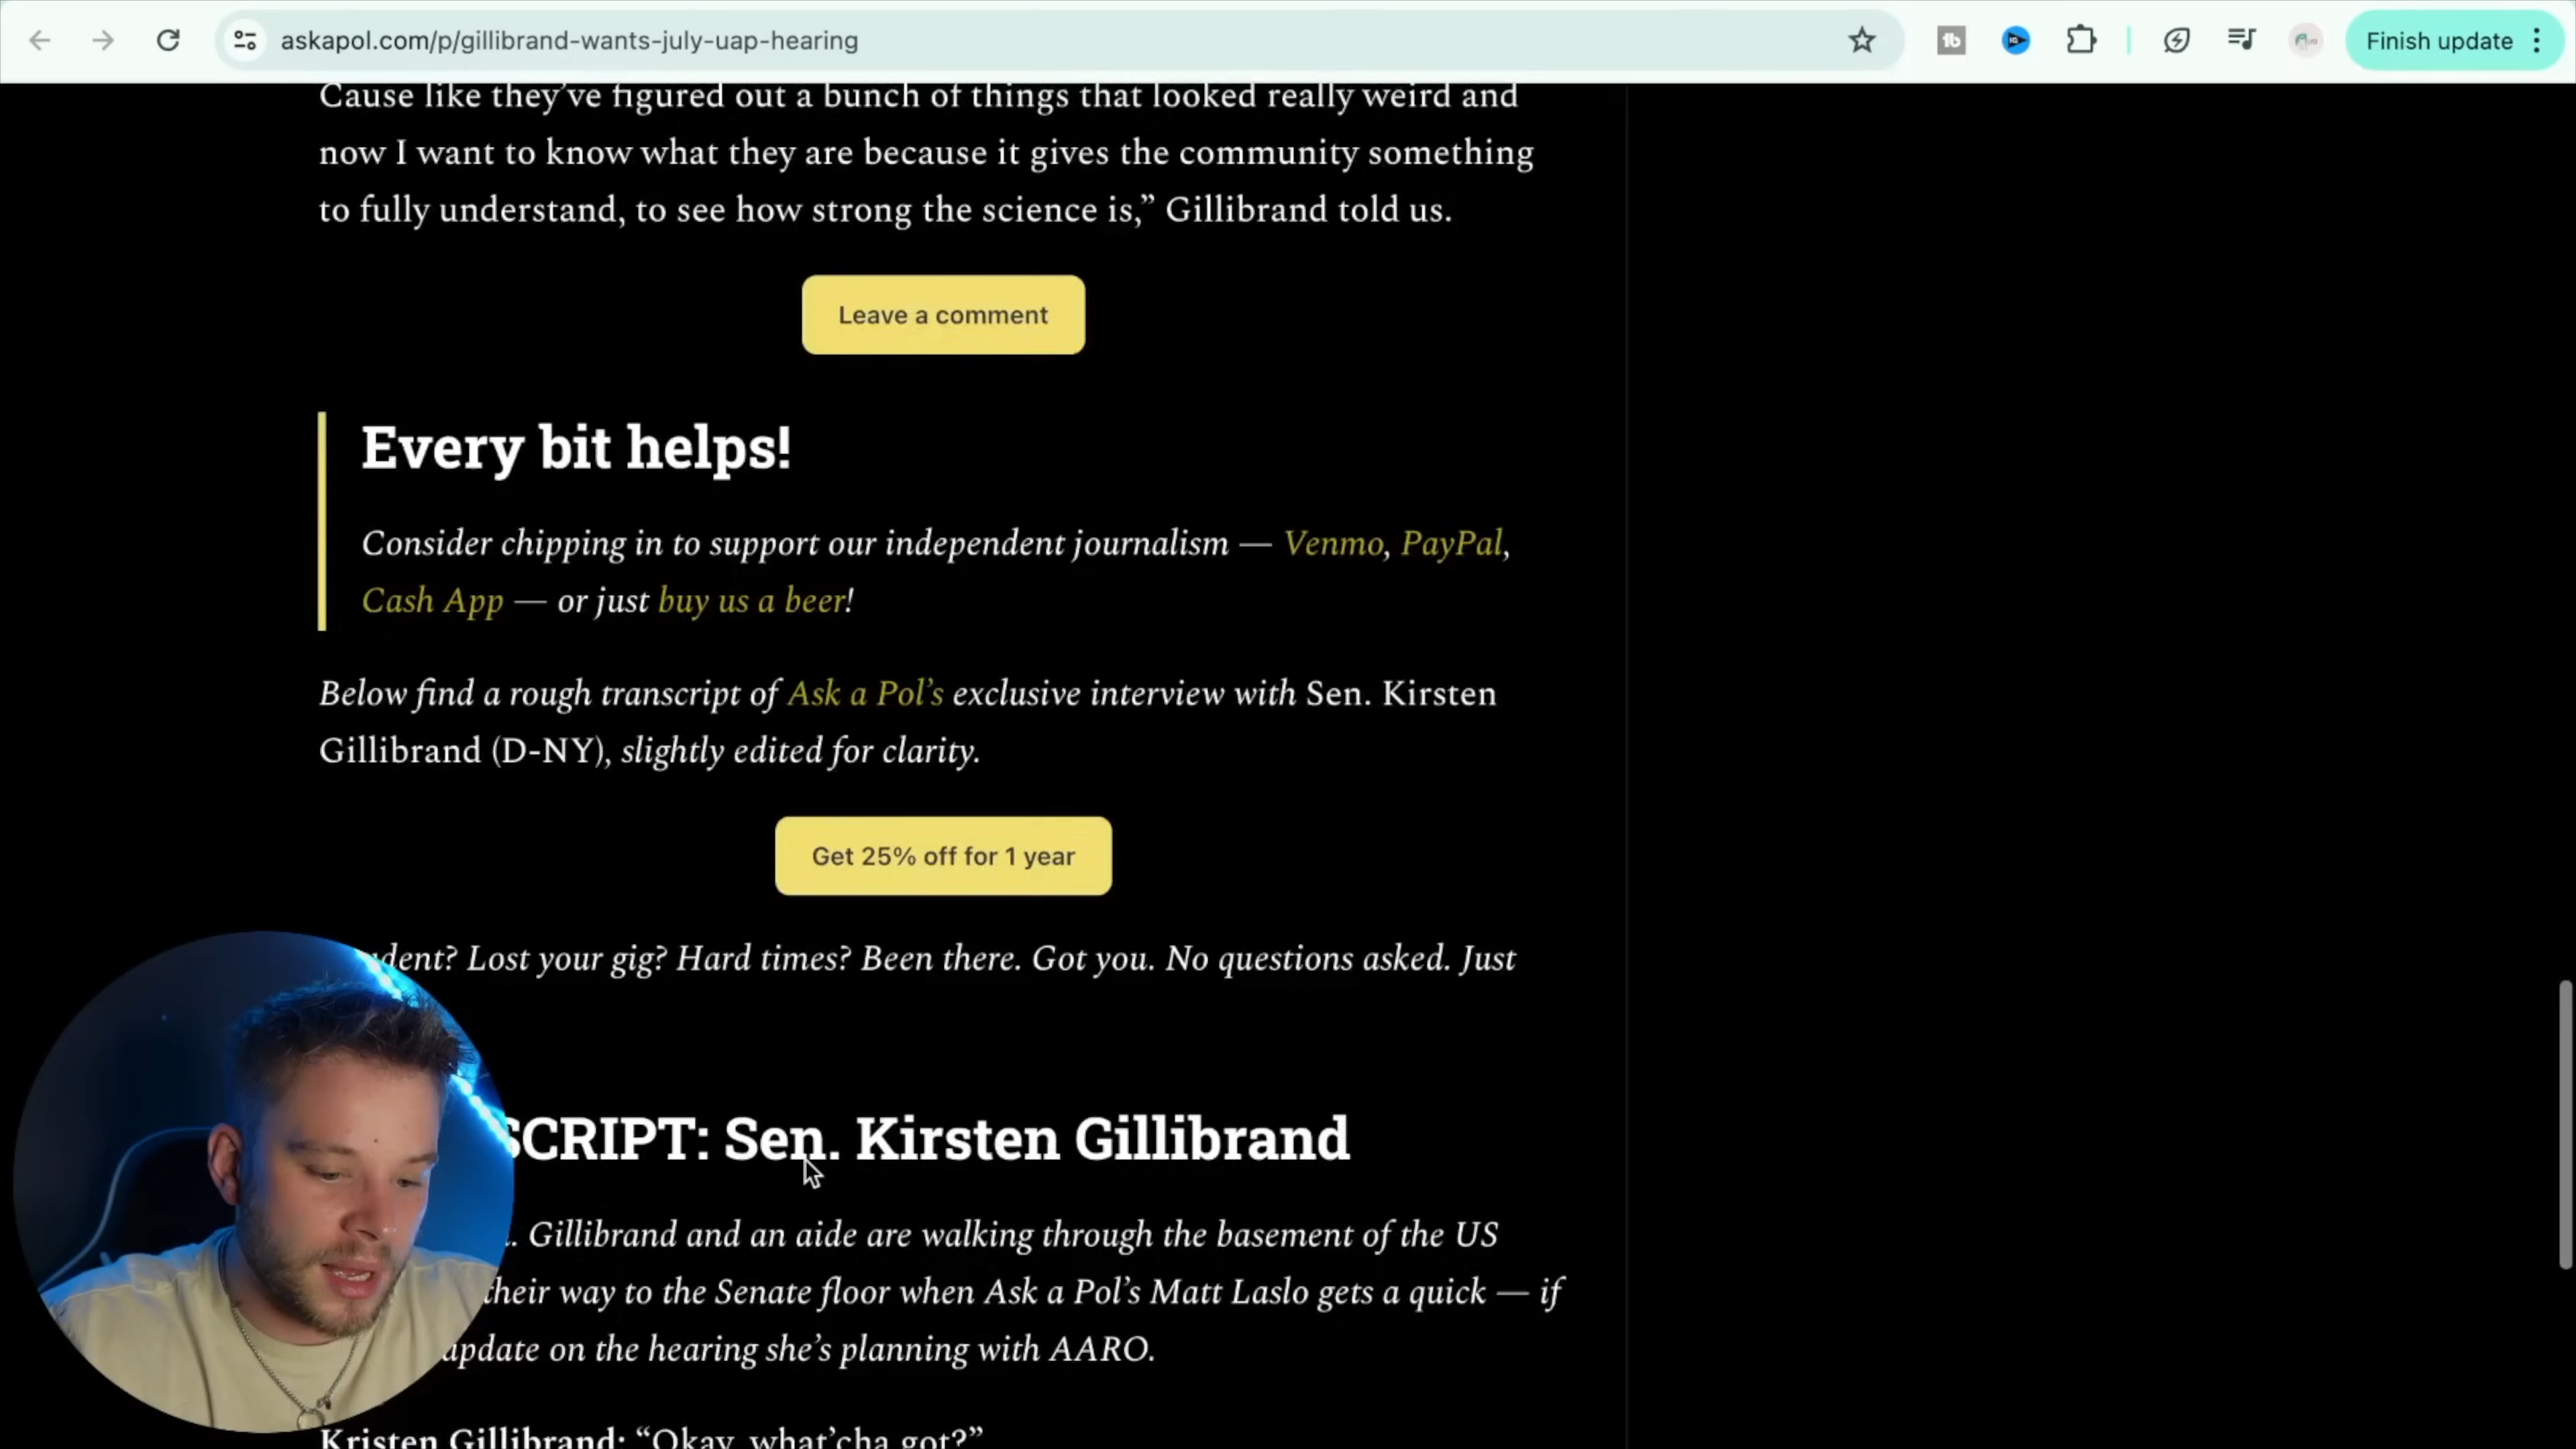 askapol.com/p/gillibrand-wants-july-uap-hearing
Finish update
Cause like they've figured out a bunch of things that looked really weird and
now I want to know what they are because it gives the community something
to fully understand, to see how strong the science is,” Gillibrand told us.
Leave a comment
Every bit helps!
Consider chipping in to support our independent journalism — Venmo, PayPal,
Cash App — or just buy us a beer!
Below find a rough transcript of Ask a Pol’s exclusive interview with Sen. Kirsten
Gillibrand (D-NY), slightly edited for clarity.
Get 25% off for 1 year
Lost your gig? Hard times? Been there. Got you. No questions asked. Just
SCRIPT: Sen. Kirsten Gillibrand
Gillibrand and an aide are walking through the basement of the US
their way to the Senate floor when Ask a Pol’s Matt Laslo gets a quick — if
update on the hearing she’s planning with AARO.
Kristen Gillibrand: “Okay, what’cha got?”